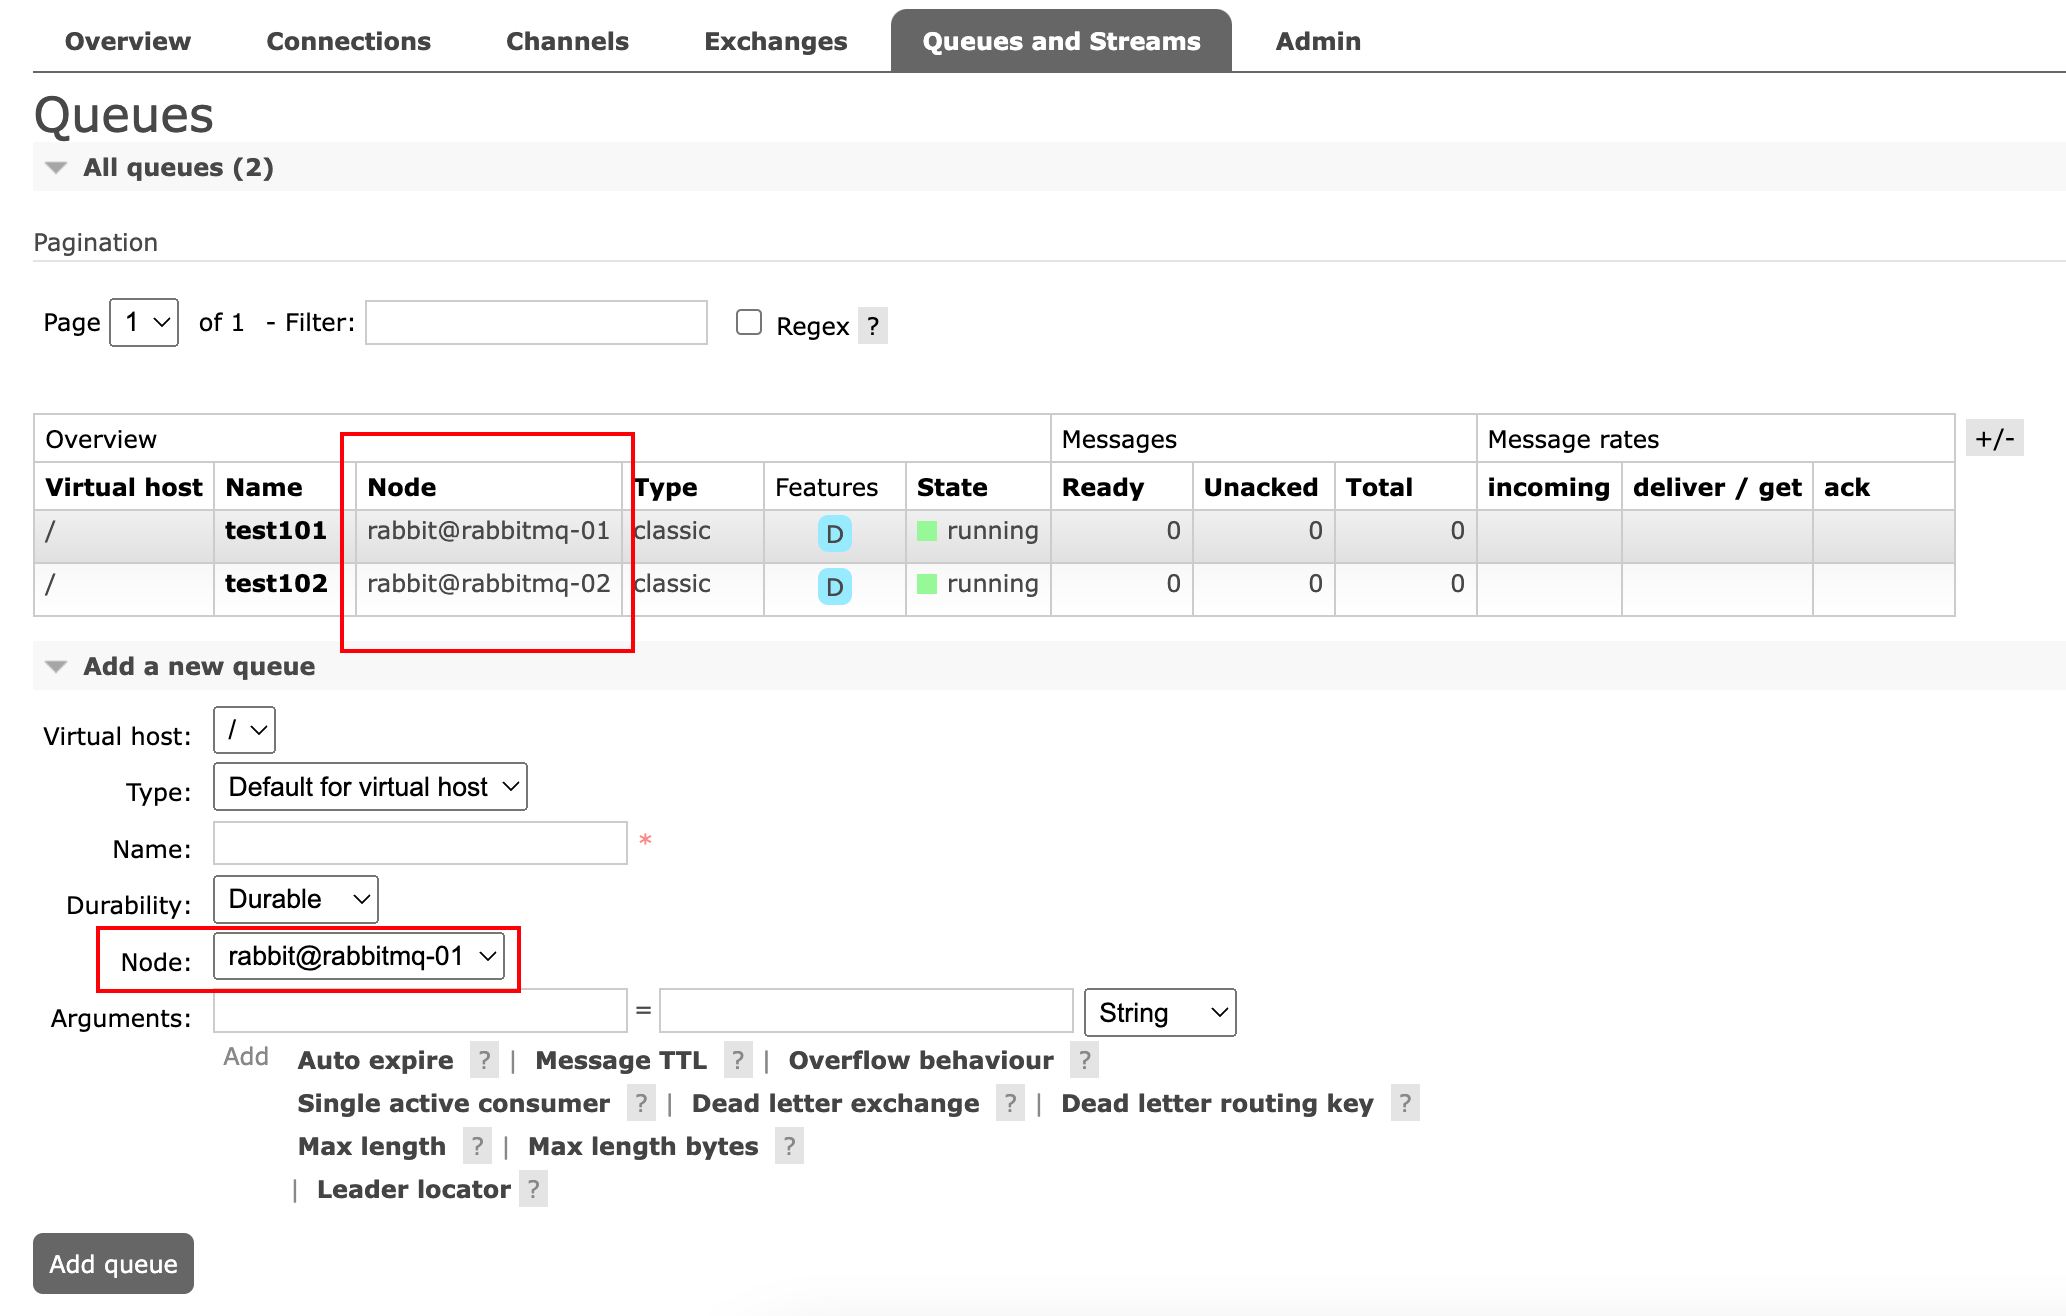 Overview Connections Channels Exchanges Queues and Streams Admin
Queues
All queues (2)
Pagination
Page 1 of 1 - Filter: Regex ?
Overview Messages Message rates +/-
Virtual host Name Node Type Features State Ready Unacked Total incoming deliver / get ack
/ test101 rabbit@rabbitmq-01 classic D running 0 0 0
/ test102 rabbit@rabbitmq-02 classic D running 0 0 0
Add a new queue
Virtual host: /
Type: Default for virtual host
Name: *
Durability: Durable
Node: rabbit@rabbitmq-01
Arguments: = String
Add Auto expire ? | Message TTL ? | Overflow behaviour ?
Single active consumer ? | Dead letter exchange ? | Dead letter routing key ?
Max length ? | Max length bytes ?
| Leader locator ?
Add queue